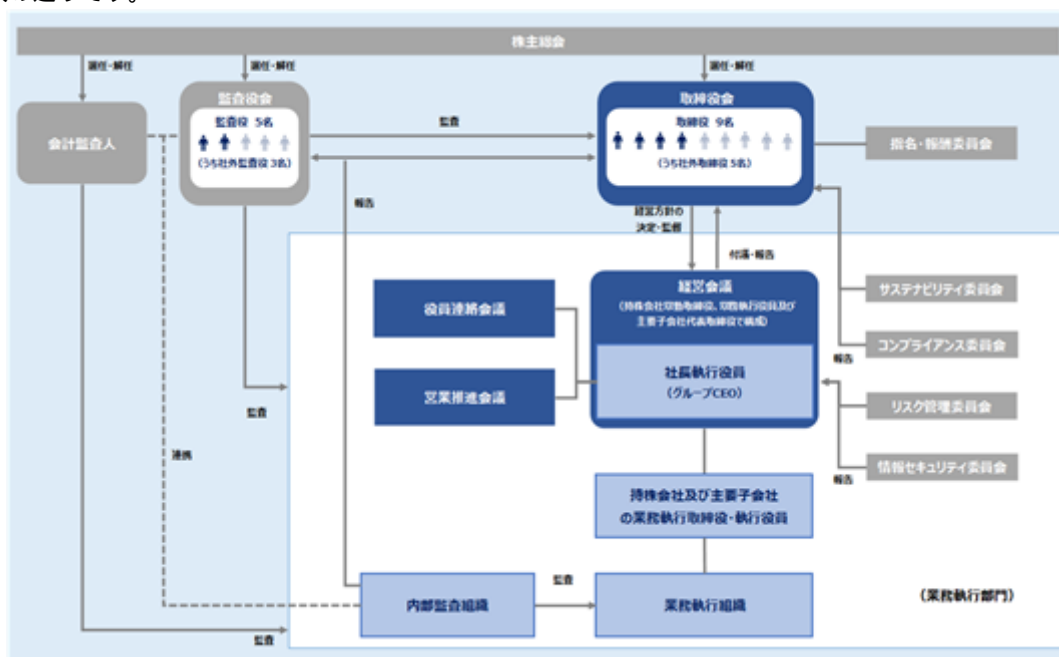 の通りです。
株主総会
選任・解任
選任・解任
選任・解任
会計監査人
監査役会
監査役 5名
(うち社外監査役 3名)
監査
取締役会
取締役 9名
(うち社外取締役 5名)
指名・報酬委員会
報告
経営方針の
決定・監督
付議・報告
役員連絡会議
営業推進会議
経営会議
(持株会社常勤取締役、常務執行役員及び
主要子会社代表取締役で構成)
社長執行役員
(グループCEO)
サステナビリティ委員会
コンプライアンス委員会
報告
リスク管理委員会
情報セキュリティ委員会
報告
監査
連携
持株会社及び主要子会社
の業務執行取締役・執行役員
内部監査組織
監査
業務執行組織
(業務執行部門)
監査